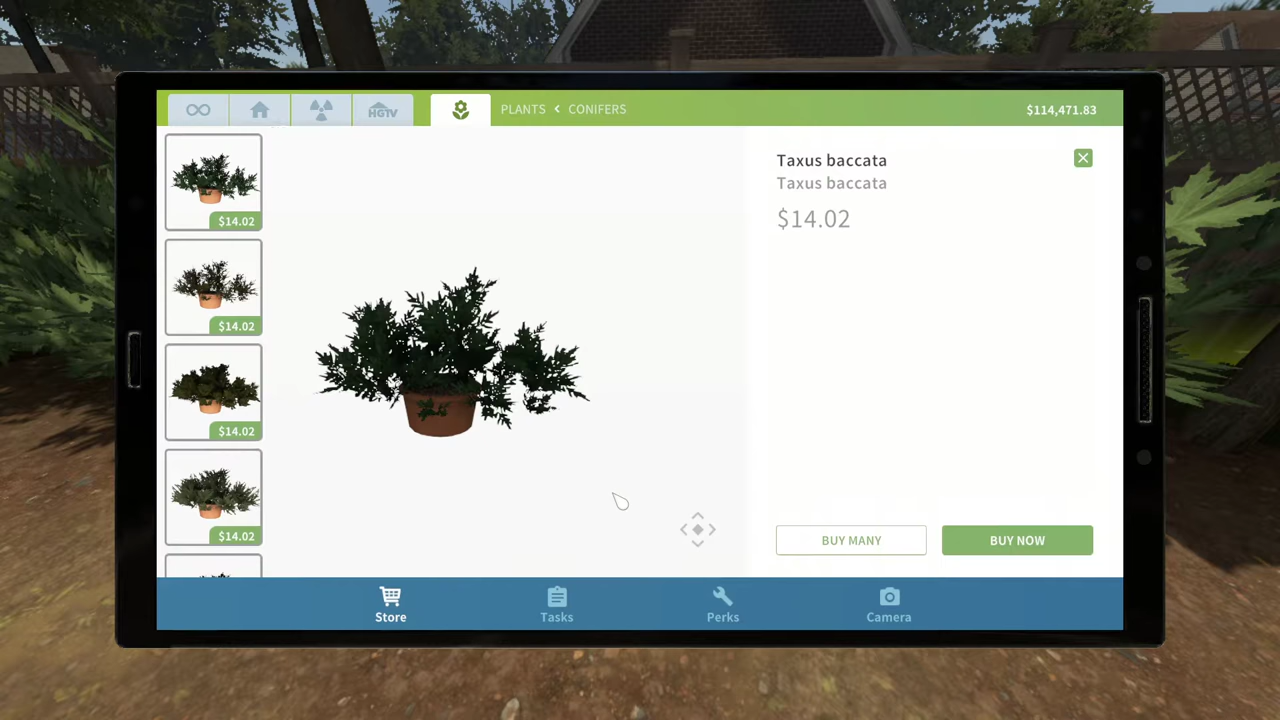 HGTV
PLANTS < CONIFERS
$114,471.83
$14.02
$14.02
$14.02
$14.02
Taxus baccata
Taxus baccata
$14.02
BUY MANY
BUY NOW
Store
Tasks
Perks
Camera